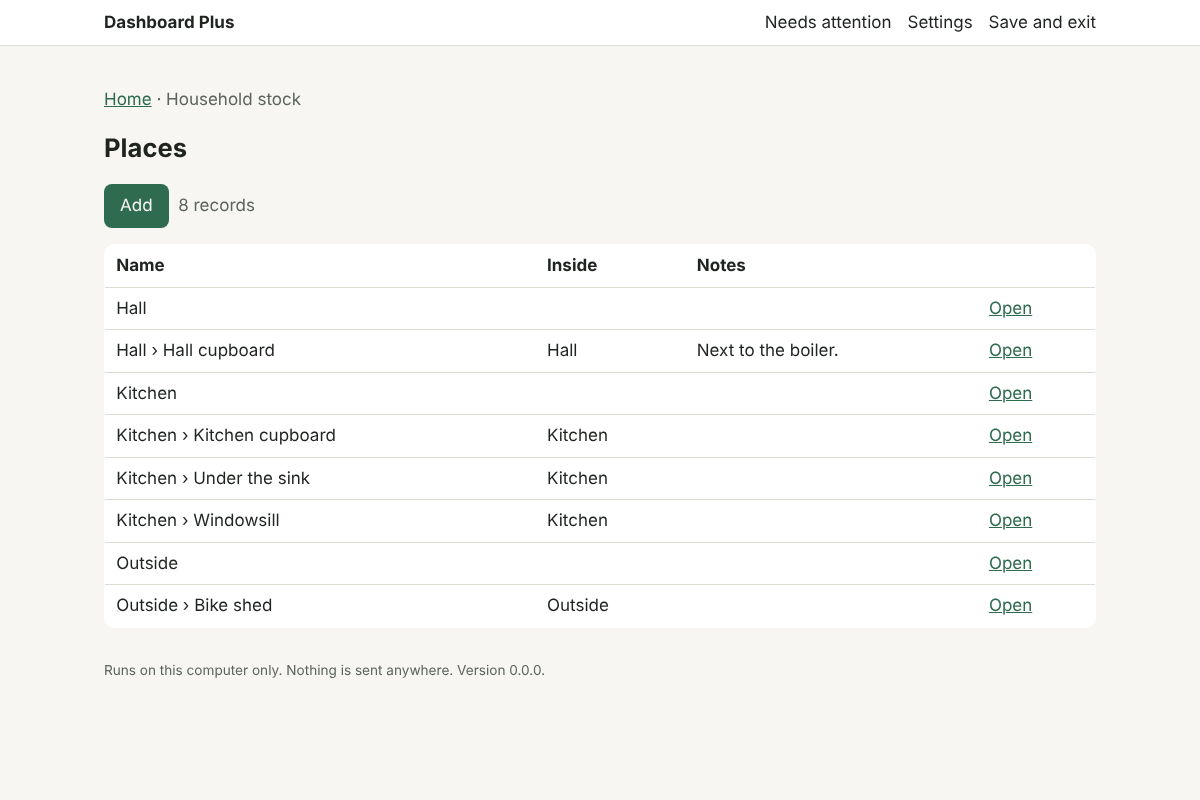 Dashboard Plus Needs attention Settings Save and exit
Home · Household stock
Places
Add 8 records
Name Inside Notes
Hall Open
Hall › Hall cupboard Hall Next to the boiler. Open
Kitchen Open
Kitchen › Kitchen cupboard Kitchen Open
Kitchen › Under the sink Kitchen Open
Kitchen › Windowsill Kitchen Open
Outside Open
Outside › Bike shed Outside Open
Runs on this computer only. Nothing is sent anywhere. Version 0.0.0.